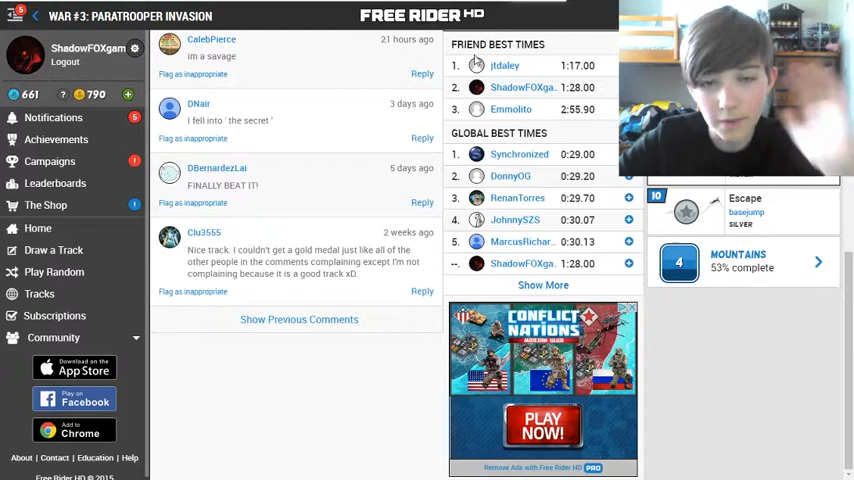 5
WAR #3: PARATROOPER INVASION
FREE RIDER HD
ShadowFOXgam
Logout
661
?
790
Notifications
5
Achievements
Campaigns
!
Leaderboards
The Shop
!
Home
Draw a Track
Play Random
Tracks
Subscriptions
Community
Download on the
App Store
Play on
Facebook
Add to
Chrome
About | Contact | Education | Help
Free Rider HD © 2015
CalebPierce
21 hours ago
im a savage
Flag as inappropriate
Reply
DNair
3 days ago
I fell into ' the secret '
Flag as inappropriate
Reply
DBernardezLai
5 days ago
FINALLY BEAT IT!
Flag as inappropriate
Reply
Clu3555
2 weeks ago
Nice track. I couldn't get a gold medal just like all of the
other people in the comments complaining except I'm not
complaining because it is a good track xD.
Flag as inappropriate
Reply
Show Previous Comments
FRIEND BEST TIMES
1. jtdaley 1:17.00
2. ShadowFOXga.. 1:28.00
3. Emmolito 2:55.90
GLOBAL BEST TIMES
1. Synchronized 0:29.00
2. DonnyOG 0:29.20
3. RenanTorres 0:29.70
4. JohnnySZS 0:30.07
5. MarcusRichar... 0:30.13
--. ShadowFOXga... 1:28.00
Show More
CONFLICT
OF
NATIONS
MODERN WAR
PLAY
NOW!
Remove Ads with Free Rider HD PRO
10
Escape
basejump
SILVER
4
MOUNTAINS
53% complete